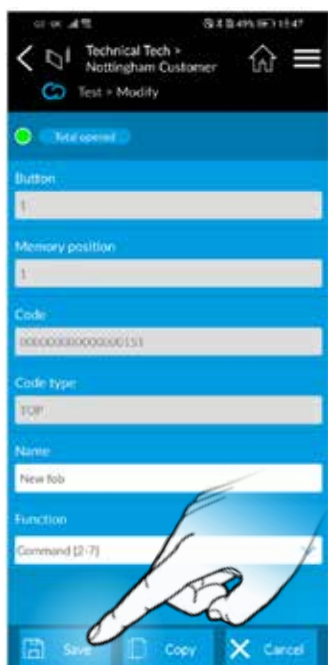 Technical Tech >
Nottingham Customer
Test > Modify
Total opened
Button
1
Memory position
1
Code
Code type
TOP
Name
New fob
Function
Command [2-7]
Save
Copy
Cancel